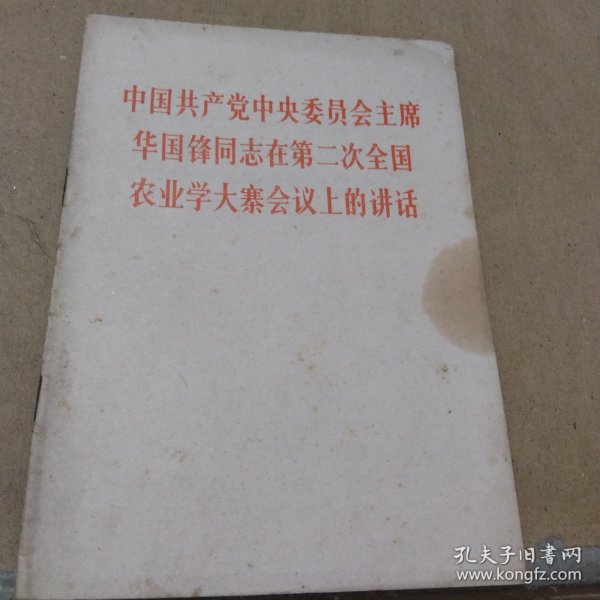 中国共产党中央委员会主席
华国锋同志在第二次全国
农业学大寨会议上的讲话
孔夫子旧书网
www.kongfz.com